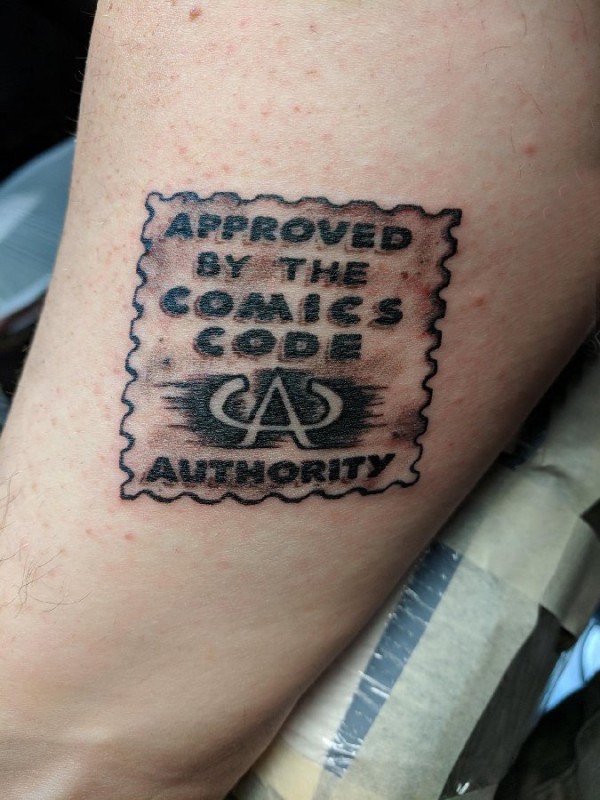 APPROVED
BY THE
COMICS
CODE
CA
AUTHORITY